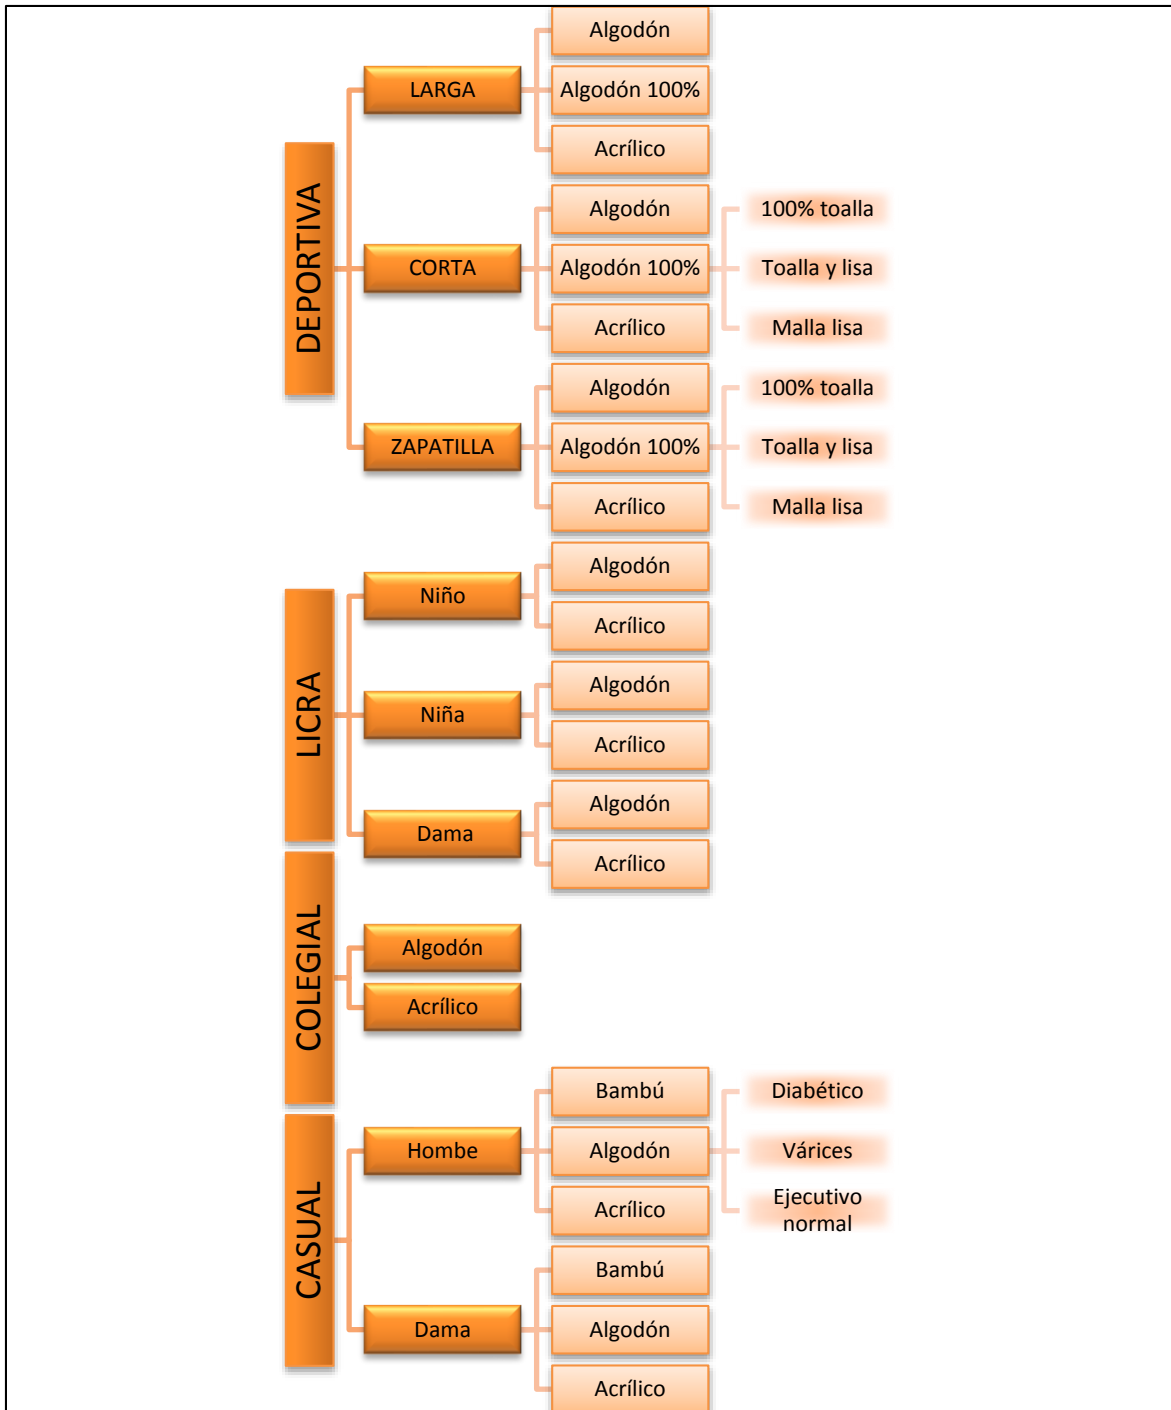 DEPORTIVA
LARGA
Algodón
Algodón 100%
Acrílico
CORTA
Algodón
Algodón 100%
100% toalla
Toalla y lisa
Malla lisa
Acrílico
ZAPATILLA
Algodón
Algodón 100%
100% toalla
Toalla y lisa
Malla lisa
Acrílico
LICRA
Niño
Algodón
Acrílico
Niña
Algodón
Acrílico
Dama
Algodón
Acrílico
COLEGIAL
Algodón
Acrílico
CASUAL
Hombe
Bambú
Algodón
Diabético
Várices
Ejecutivo
normal
Acrílico
Dama
Bambú
Algodón
Acrílico